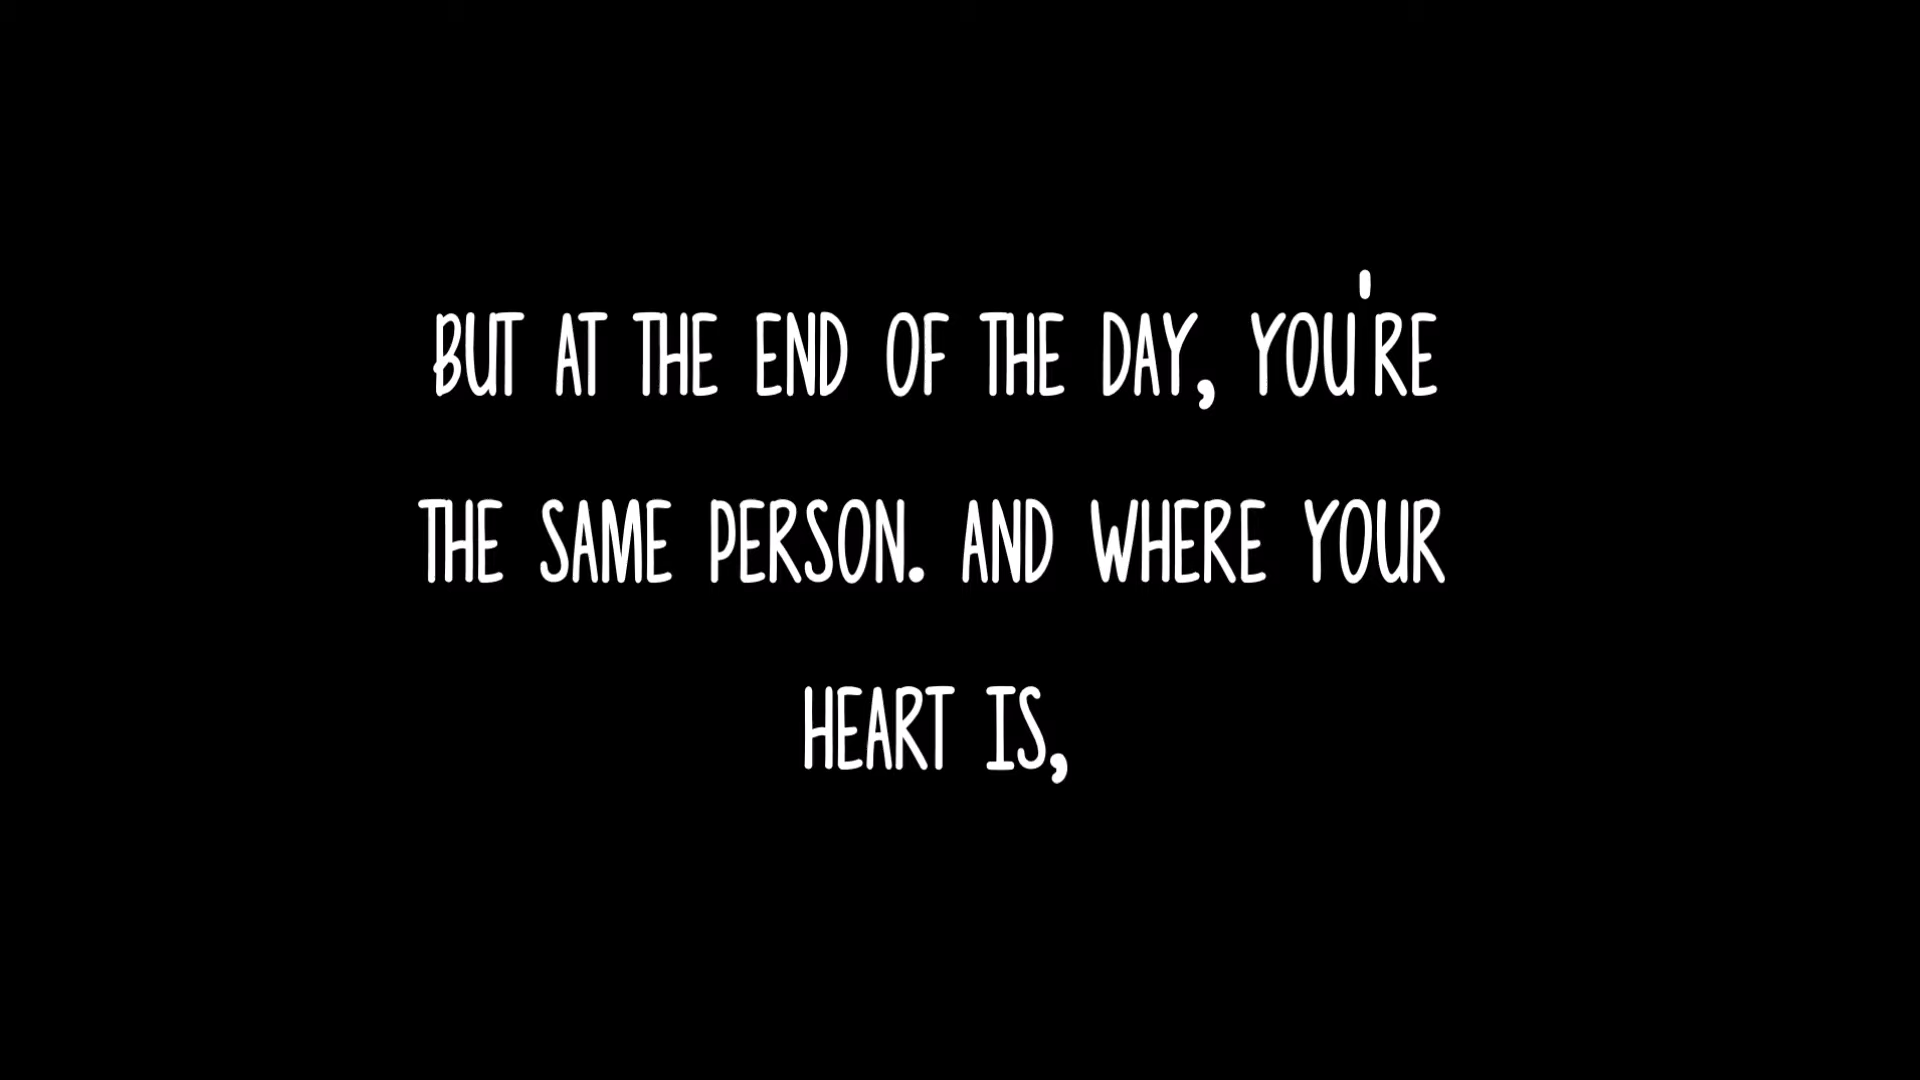 BUT AT THE END OF THE DAY, YOU'RE
THE SAME PERSON. AND WHERE YOUR
HEART IS,